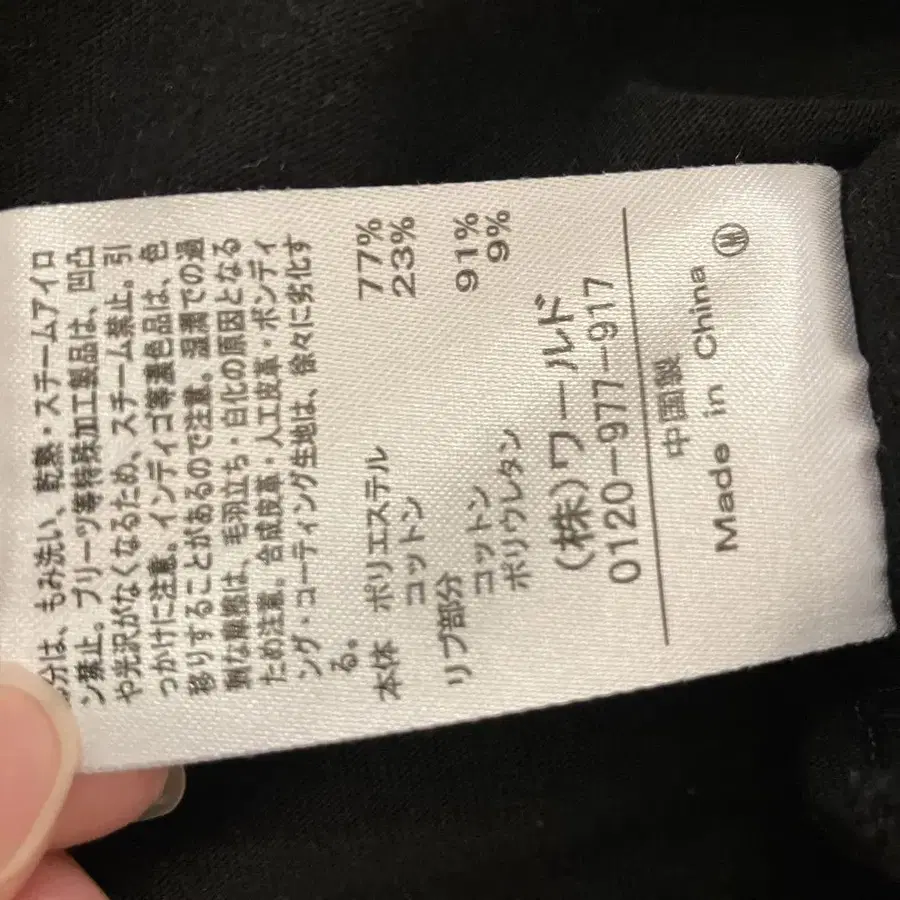 分は、もみ洗い、乾熱・スチームアイロ
ン禁止。プリーツ等特殊加工製品は、凹凸
や光沢がなくなるため、スチーム禁止。引
っかけに注意。インディゴ等濃色品は、色
移りすることがあるので注意。湿潤での過
剰な摩擦は、毛羽立ち・白化の原因となる
ため注意。合成皮革・人工皮革・ボンディ
ング・コーティング生地は、徐々に劣化す
る。
本体 ポリエステル 77%
コットン 23%
リブ部分
コットン 91%
ポリウレタン 9%
(株)ワールド
0120-977-917
中国製
Made in China